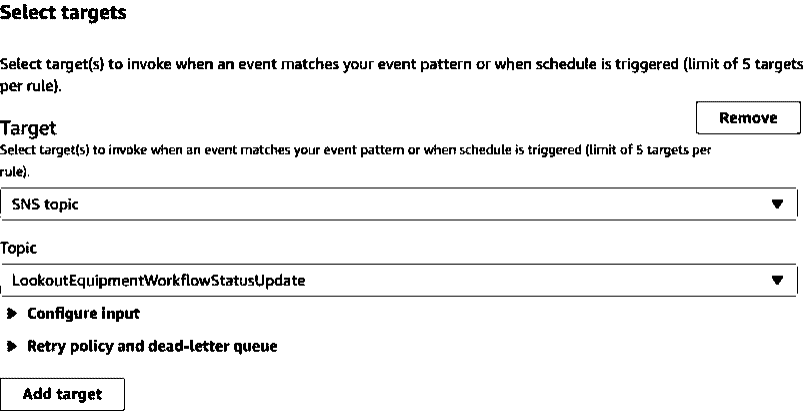 Select targets
Select target(s) to invoke when an event matches your event pattern or when schedule is triggered (limit of 5 targets
per rule).
Remove
Target
Select target(s) to invoke when an event matches your event pattern or when schedule is triggered (limit of 5 targets per
rule).
SNS topic
Topic
LookoutEquipmentWorkflowStatusUpdate
Configure input
Retry policy and dead-letter queue
Add target